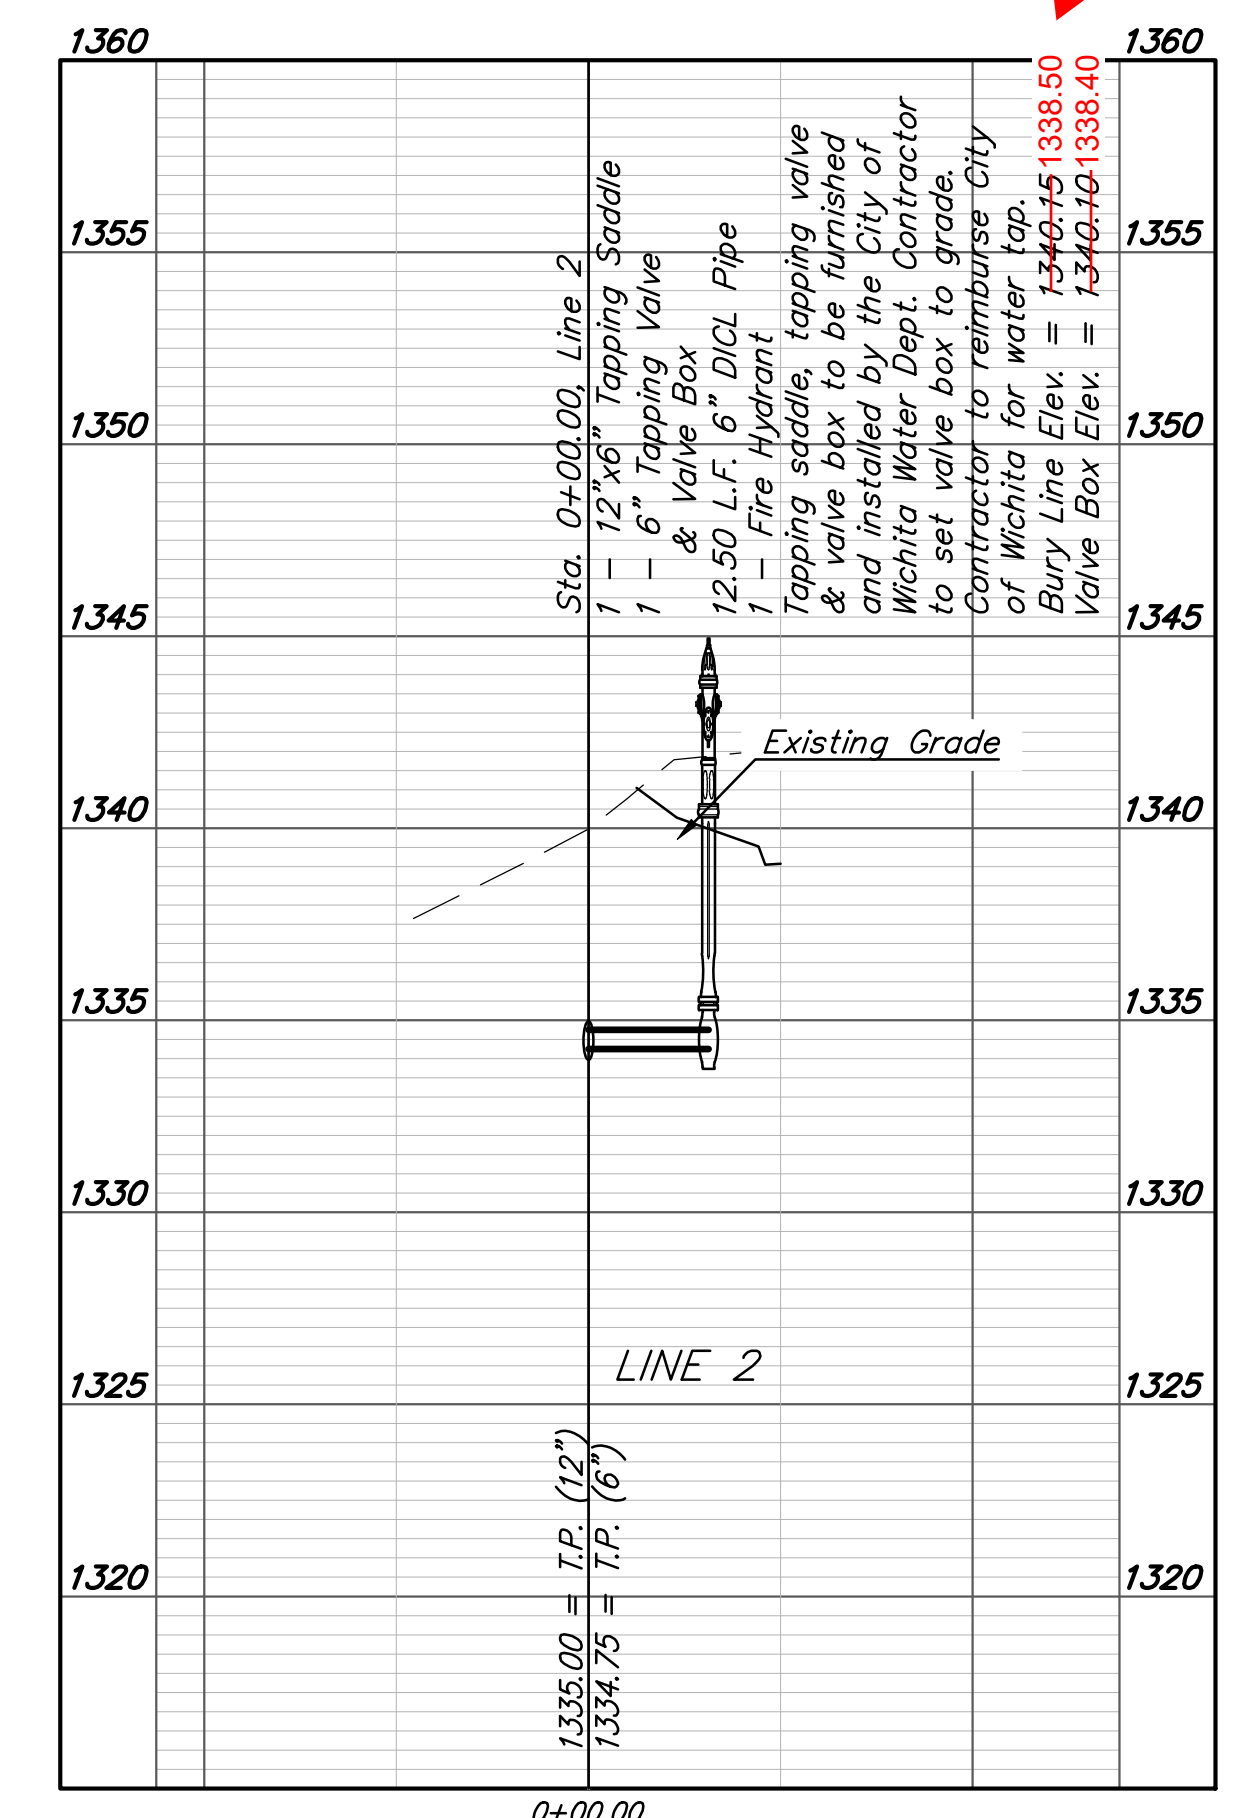 1360
1360
1355
1355
1350
1350
1345
1345
1340
1340
1335
1335
1330
1330
1325
1325
1320
1320
Sta. 0+00.00, Line 2
1 - 12"x6" Tapping Saddle
1 - 6" Tapping Valve
& Valve Box
12.50 L.F. 6" DICL Pipe
1 - Fire Hydrant
Tapping saddle, tapping valve
& valve box to be furnished
and installed by the City of
Wichita Water Dept. Contractor
to set valve box to grade.
Contractor to reimburse City
of Wichita for water tap.
Bury Line Elev. = 1340.15 1338.50
Valve Box Elev. = 1340.10 1338.40
Existing Grade
LINE 2
1335.00 = T.P. (12")
1334.75 = T.P. (6")
0+00.00